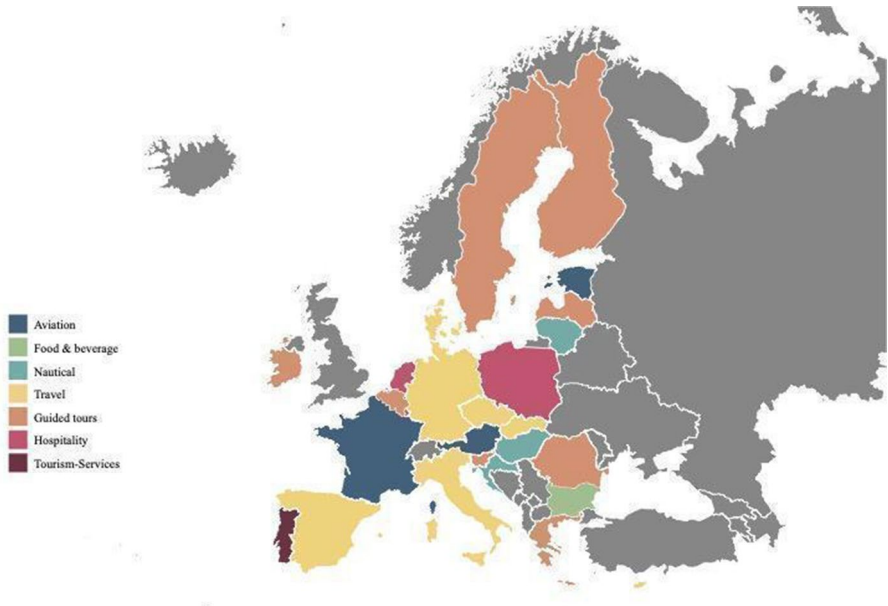 Aviation
Food & beverage
Nautical
Travel
Guided tours
Hospitality
Tourism-Services